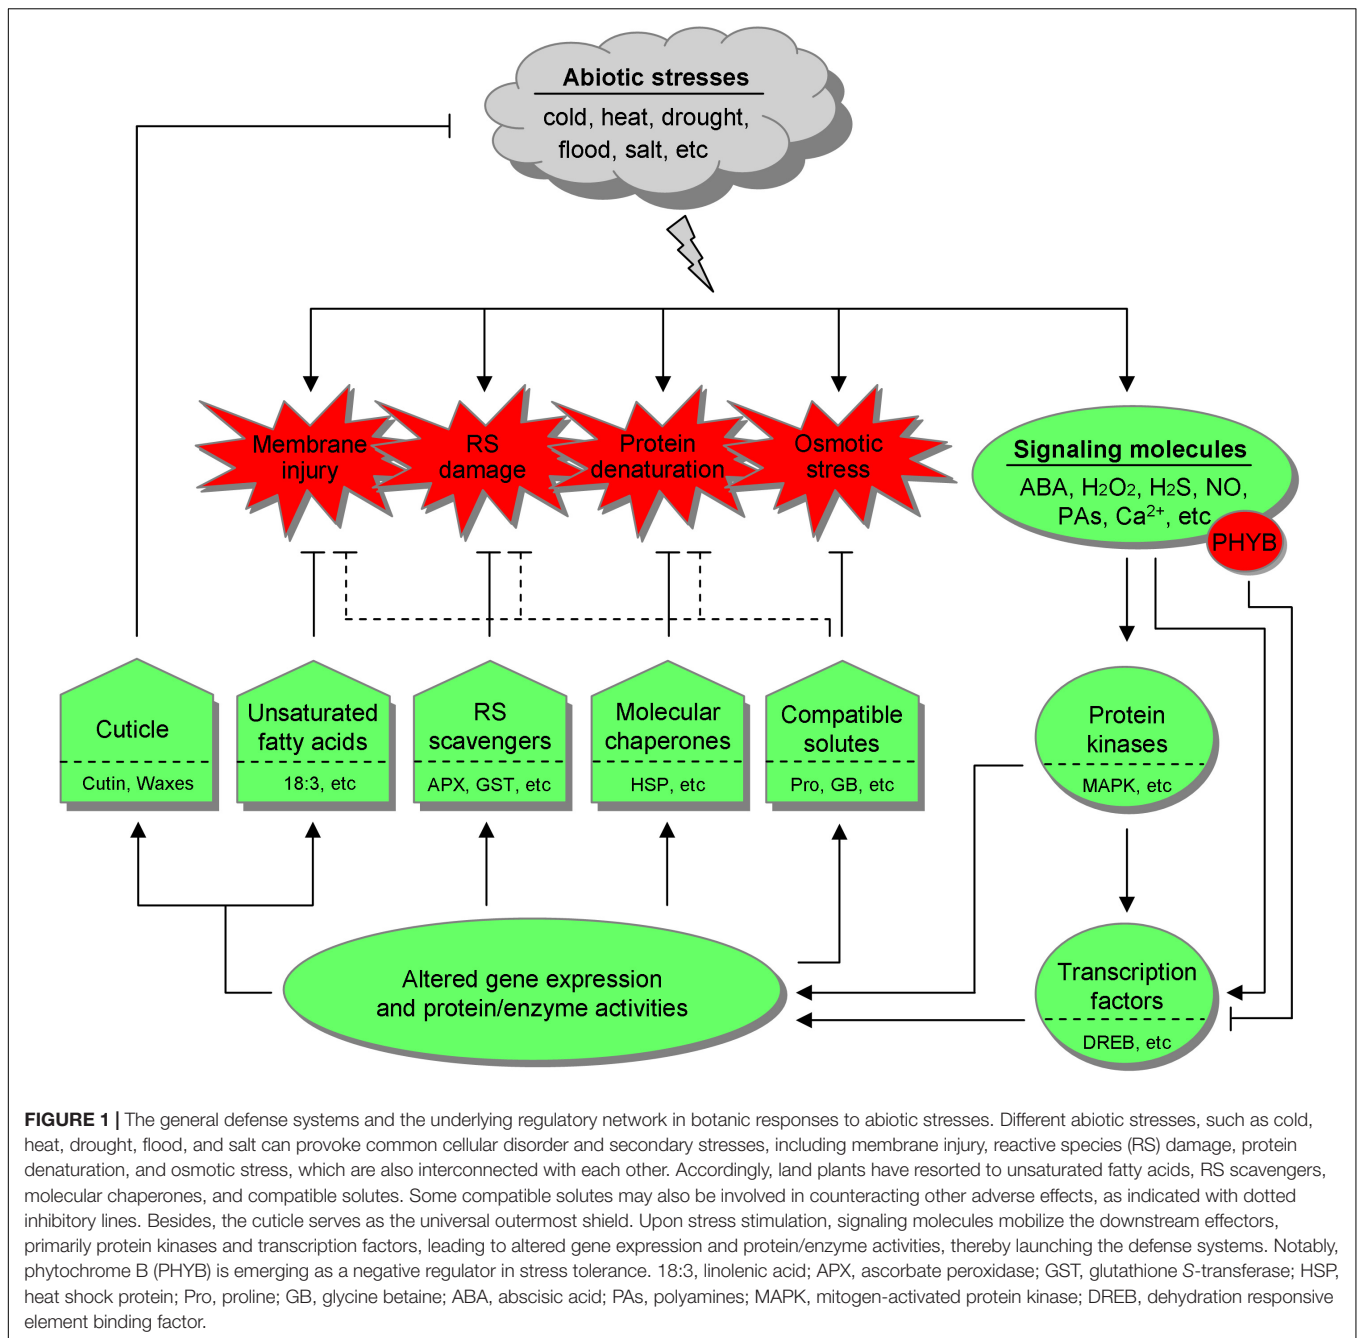 Abiotic stresses
cold, heat, drought,
flood, salt, etc
Membrane
injury
RS
damage
Protein
denaturation
Osmotic
stress
Signaling molecules
ABA, H₂O₂, H₂S, NO,
PAs, Ca²⁺, etc
PHYB
Cuticle
Cutin, Waxes
Unsaturated
fatty acids
18:3, etc
RS
scavengers
APX, GST, etc
Molecular
chaperones
HSP, etc
Compatible
solutes
Pro, GB, etc
Protein
kinases
MAPK, etc
Altered gene expression
and protein/enzyme activities
Transcription
factors
DREB, etc
FIGURE 1 | The general defense systems and the underlying regulatory network in botanic responses to abiotic stresses. Different abiotic stresses, such as cold,
heat, drought, flood, and salt can provoke common cellular disorder and secondary stresses, including membrane injury, reactive species (RS) damage, protein
denaturation, and osmotic stress, which are also interconnected with each other. Accordingly, land plants have resorted to unsaturated fatty acids, RS scavengers,
molecular chaperones, and compatible solutes. Some compatible solutes may also be involved in counteracting other adverse effects, as indicated with dotted
inhibitory lines. Besides, the cuticle serves as the universal outermost shield. Upon stress stimulation, signaling molecules mobilize the downstream effectors,
primarily protein kinases and transcription factors, leading to altered gene expression and protein/enzyme activities, thereby launching the defense systems. Notably,
phytochrome B (PHYB) is emerging as a negative regulator in stress tolerance. 18:3, linolenic acid; APX, ascorbate peroxidase; GST, glutathione S-transferase; HSP,
heat shock protein; Pro, proline; GB, glycine betaine; ABA, abscisic acid; PAs, polyamines; MAPK, mitogen-activated protein kinase; DREB, dehydration responsive
element binding factor.